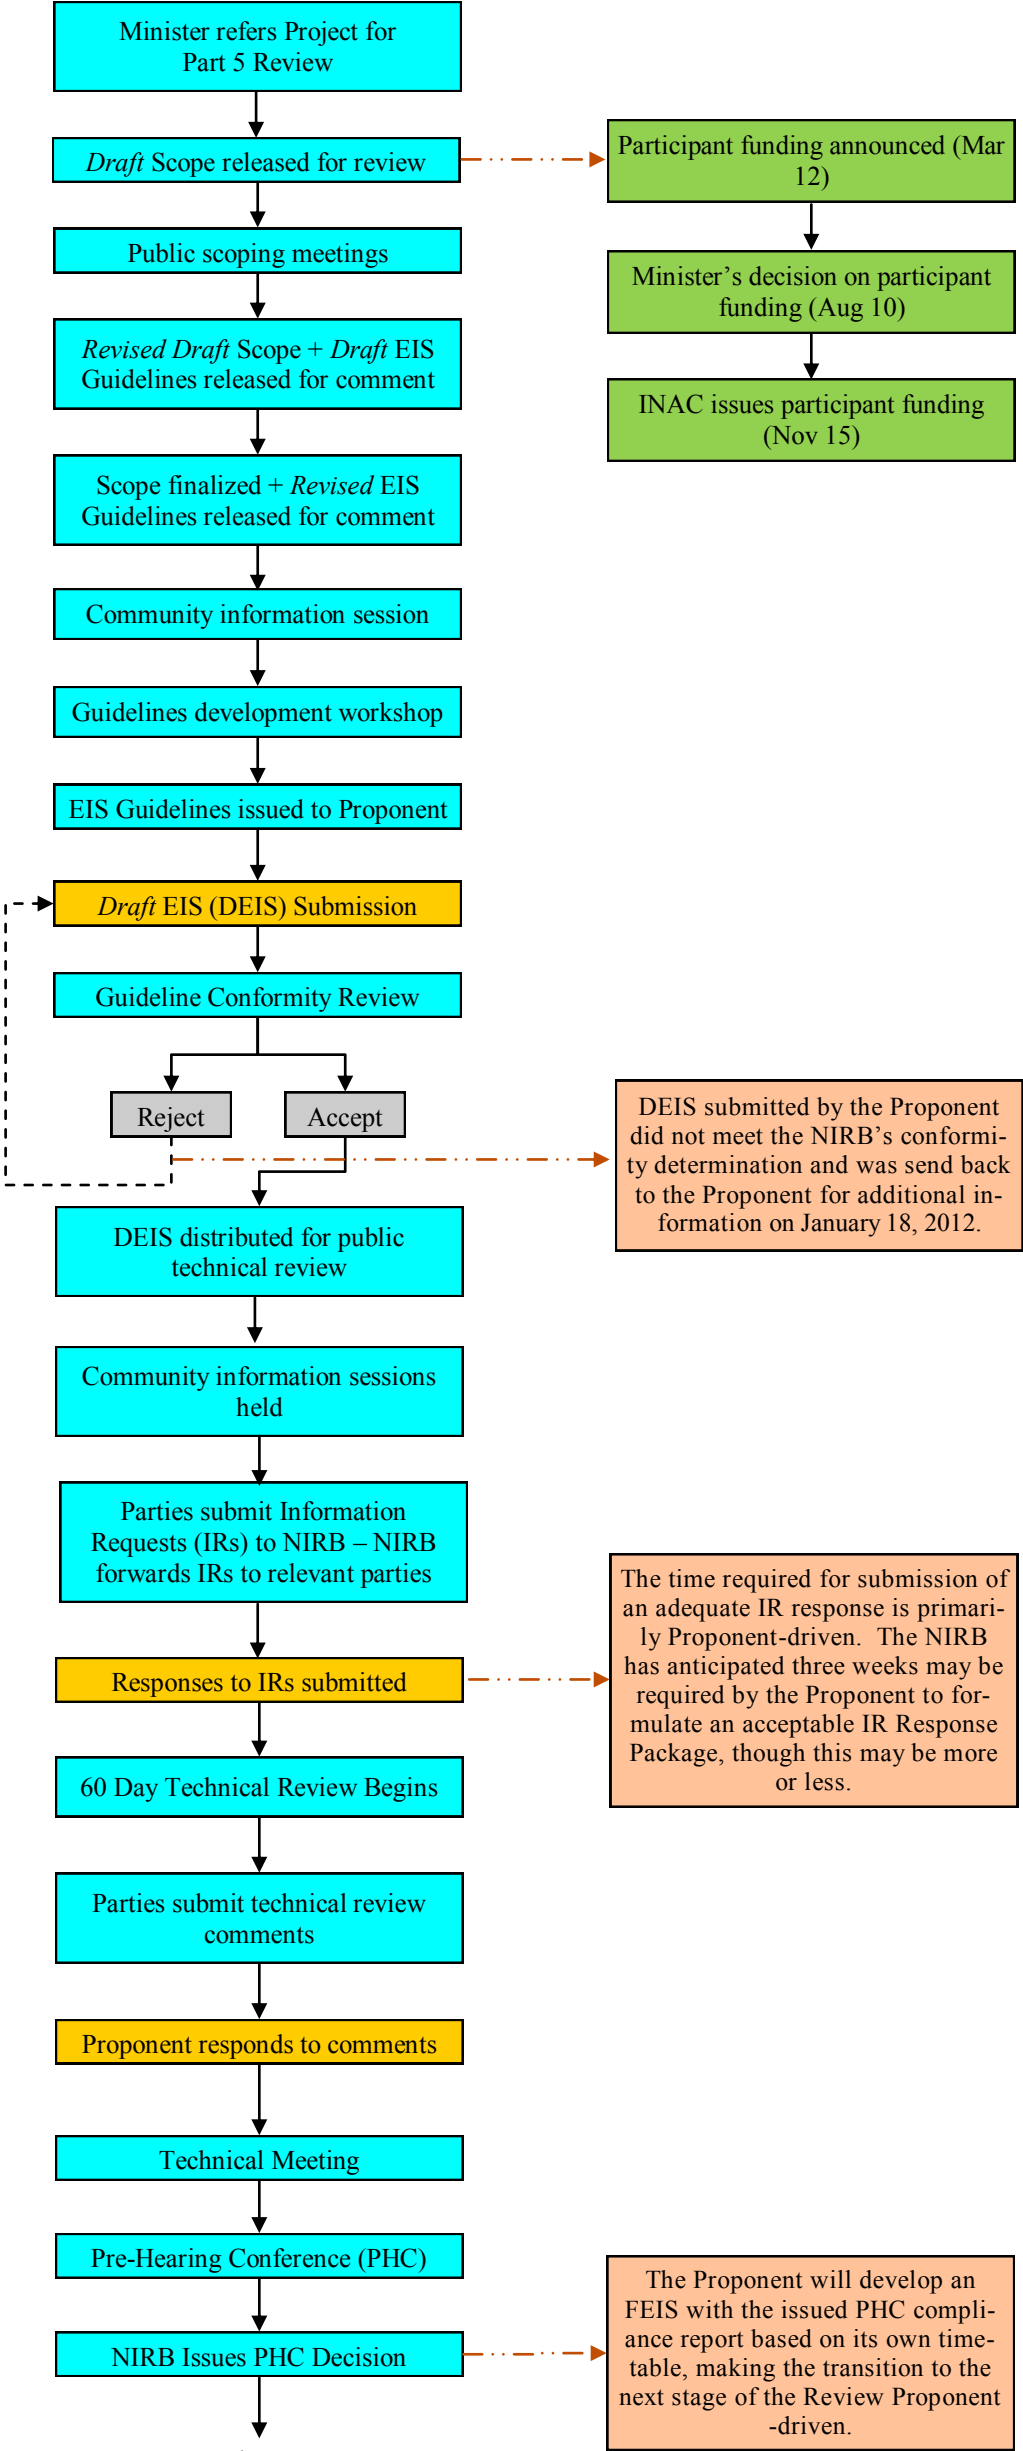 Minister refers Project for
Part 5 Review
Draft Scope released for review
Participant funding announced (Mar
12)
Public scoping meetings
Minister's decision on participant
funding (Aug 10)
Revised Draft Scope + Draft EIS
Guidelines released for comment
INAC issues participant funding
(Nov 15)
Scope finalized + Revised EIS
Guidelines released for comment
Community information session
Guidelines development workshop
EIS Guidelines issued to Proponent
Draft EIS (DEIS) Submission
Guideline Conformity Review
Reject
Accept
DEIS submitted by the Proponent
did not meet the NIRB's conformi-
ty determination and was send back
to the Proponent for additional in-
formation on January 18, 2012.
DEIS distributed for public
technical review
Community information sessions
held
Parties submit Information
Requests (IRs) to NIRB – NIRB
forwards IRs to relevant parties
The time required for submission of
an adequate IR response is primari-
ly Proponent-driven.  The NIRB
has anticipated three weeks may be
required by the Proponent to for-
mulate an acceptable IR Response
Package, though this may be more
or less.
Responses to IRs submitted
60 Day Technical Review Begins
Parties submit technical review
comments
Proponent responds to comments
Technical Meeting
Pre-Hearing Conference (PHC)
NIRB Issues PHC Decision
The Proponent will develop an
FEIS with the issued PHC compli-
ance report based on its own time-
table, making the transition to the
next stage of the Review Proponent
-driven.